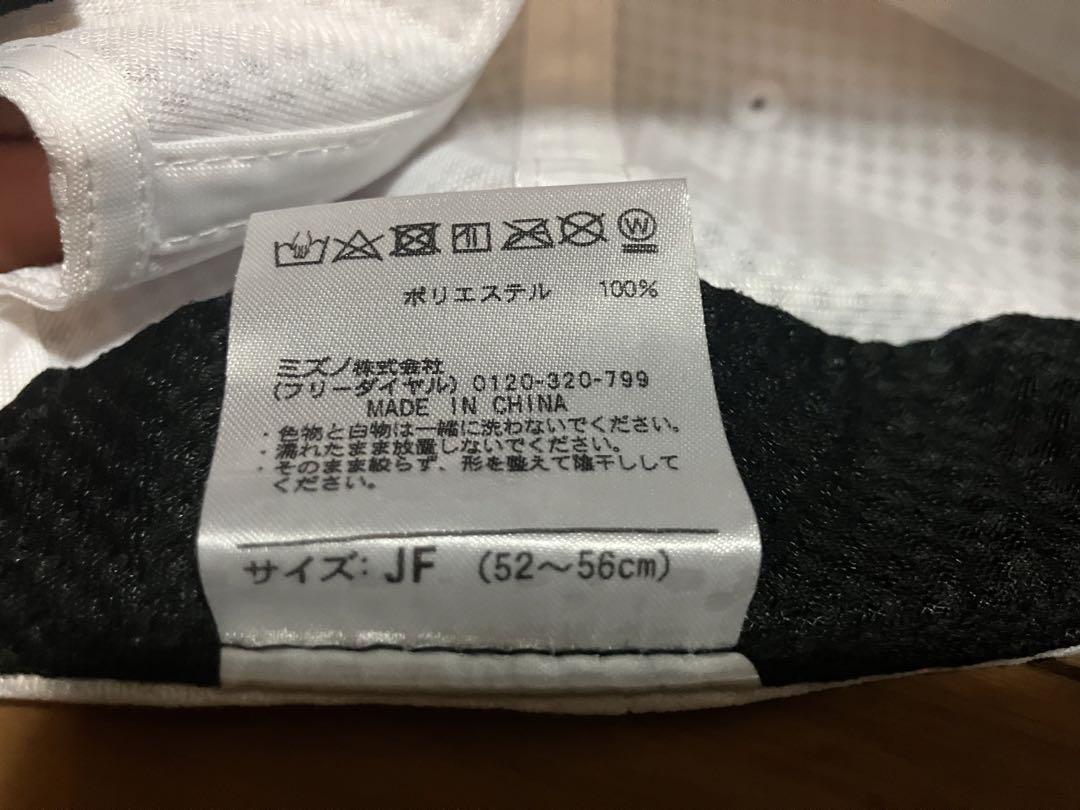 W
ポリエステル 100%
ミズノ株式会社
(フリーダイヤル) 0120-320-799
MADE IN CHINA
・色物と白物は一緒に洗わないでください。
・濡れたまま放置しないでください。
・そのまま絞らず、形を整えて陰干しして
ください。
サイズ: JF (52〜56cm)